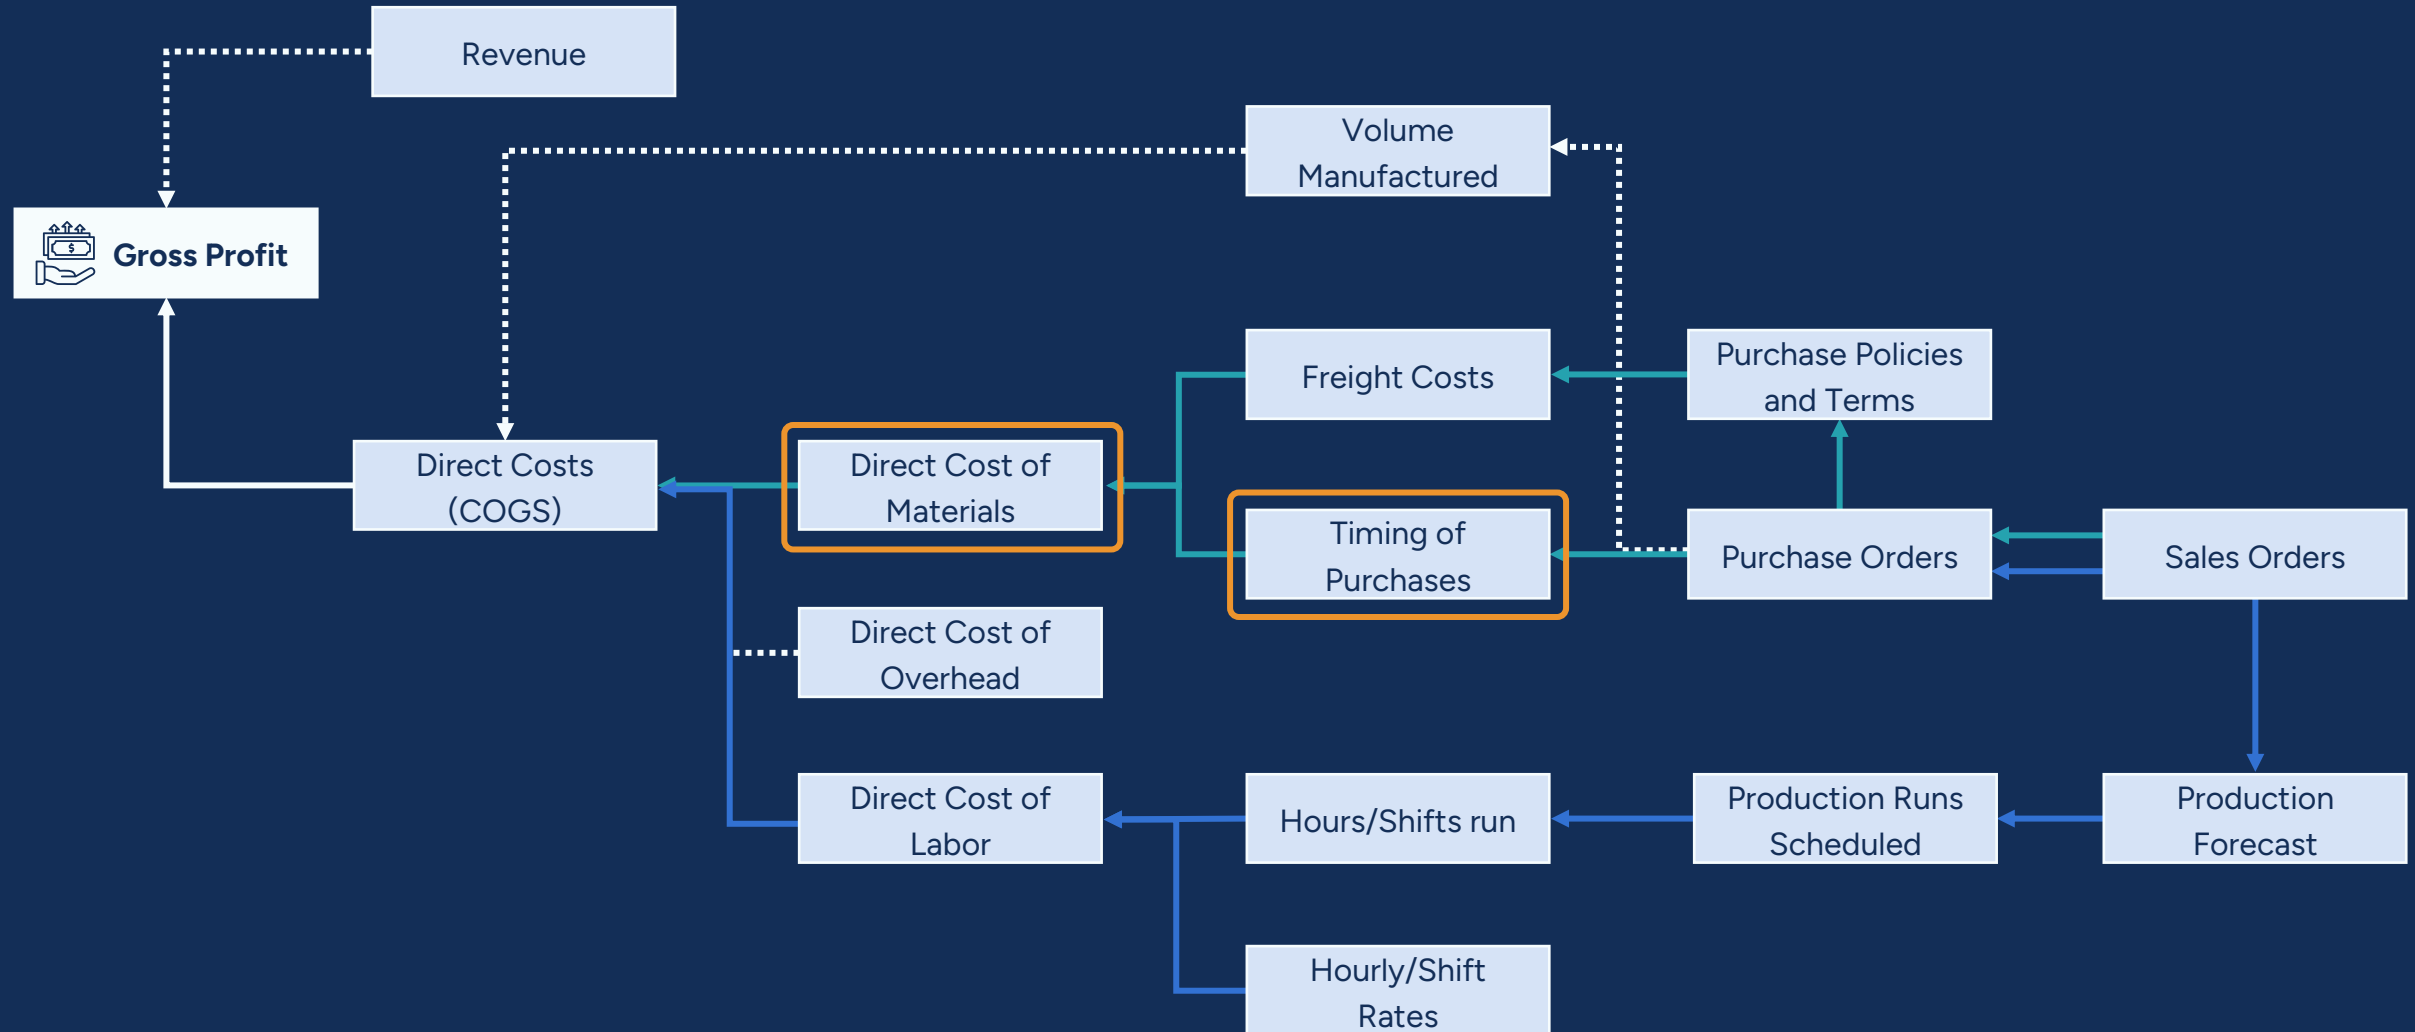 Revenue
Volume
Manufactured
$
Gross Profit
Freight Costs
Purchase Policies
and Terms
Direct Costs
(COGS)
Direct Cost of
Materials
Timing of
Purchases
Purchase Orders
Sales Orders
Direct Cost of
Overhead
Direct Cost of
Labor
Hours/Shifts run
Production Runs
Scheduled
Production
Forecast
Hourly/Shift
Rates